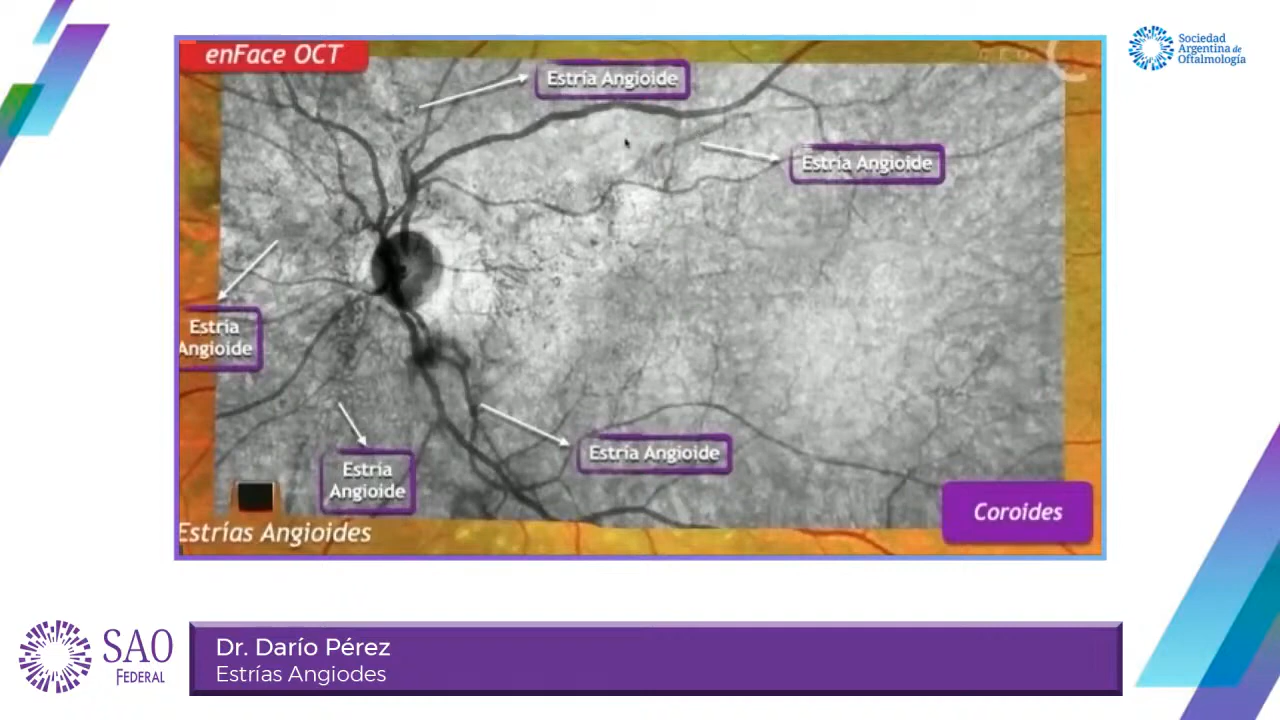 enFace OCT
Sociedad
Argentina de
Oftalmología
Estría Angioide
Estría Angioide
Estría
Angioide
Estría Angioide
Estría
Angioide
Coroides
Estrías Angioides
SAO
FEDERAL
Dr. Darío Pérez
Estrías Angiodes